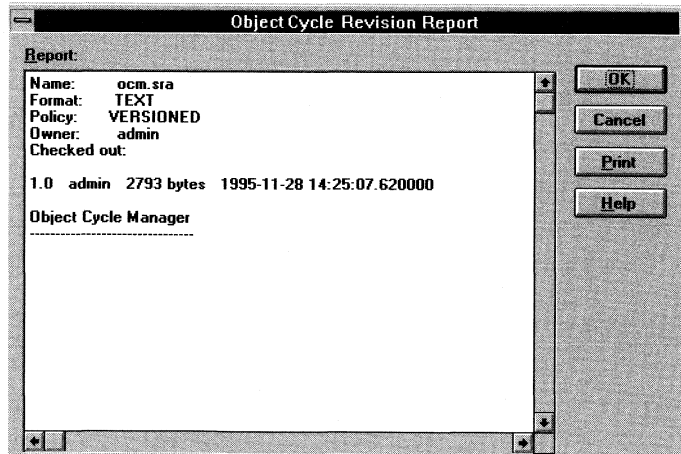 Object Cycle Revision Report
Report:
Name: ocm.sra
Format: TEXT
Policy: VERSIONED
Owner: admin
Checked out:
1.0 admin 2793 bytes 1995-11-28 14:25:07.620000
Object Cycle Manager
--------------------------------
OK
Cancel
Print
Help